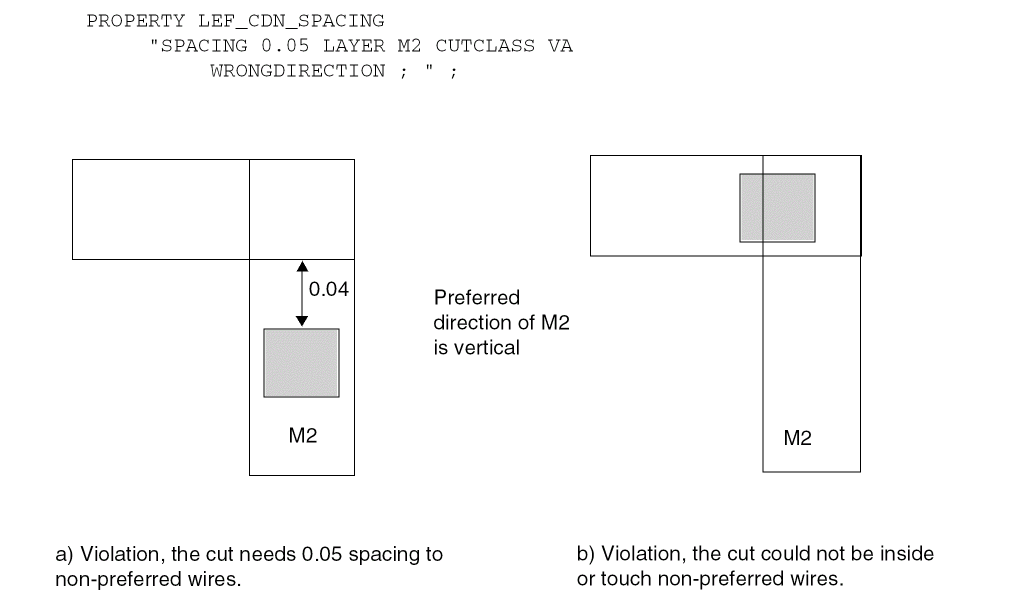 PROPERTY LEF_CDN_SPACING
"SPACING 0.05 LAYER M2 CUTCLASS VA
WRONGDIRECTION ; " ;
0.04
M2
Preferred
direction of M2
is vertical
M2
a) Violation, the cut needs 0.05 spacing to
non-preferred wires.
b) Violation, the cut could not be inside
or touch non-preferred wires.